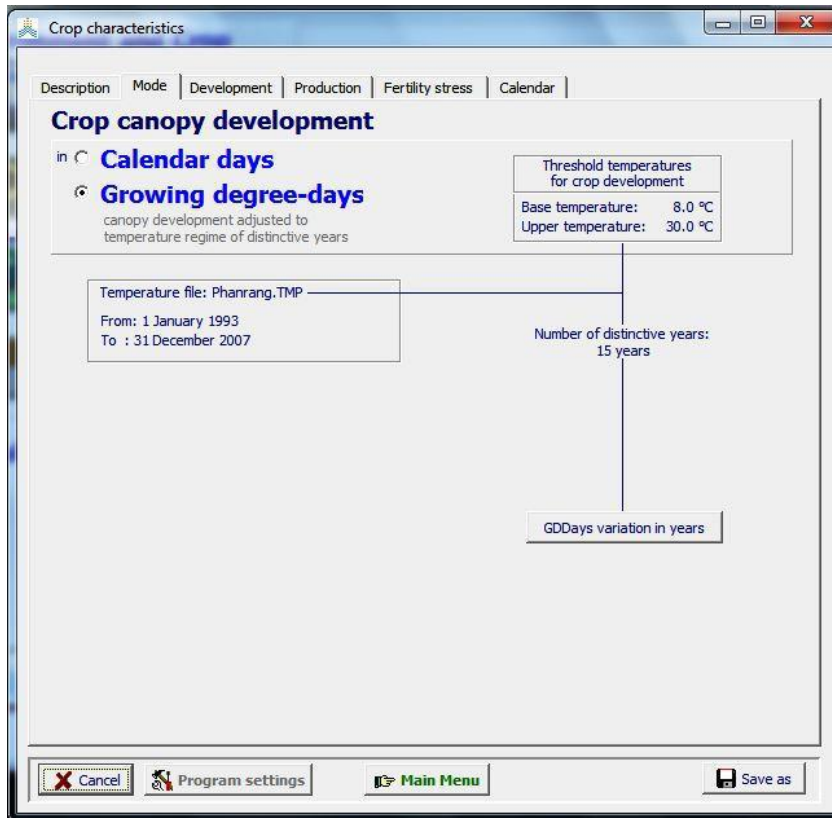 Crop characteristics
Description Mode Development Production Fertility stress Calendar
Crop canopy development
in Calendar days
Growing degree-days
canopy development adjusted to
temperature regime of distinctive years
Threshold temperatures
for crop development
Base temperature: 8.0 ºC
Upper temperature: 30.0 ºC
Temperature file: Phanrang.TMP
From: 1 January 1993
To : 31 December 2007
Number of distinctive years:
15 years
GDDays variation in years
Cancel Program settings Main Menu Save as